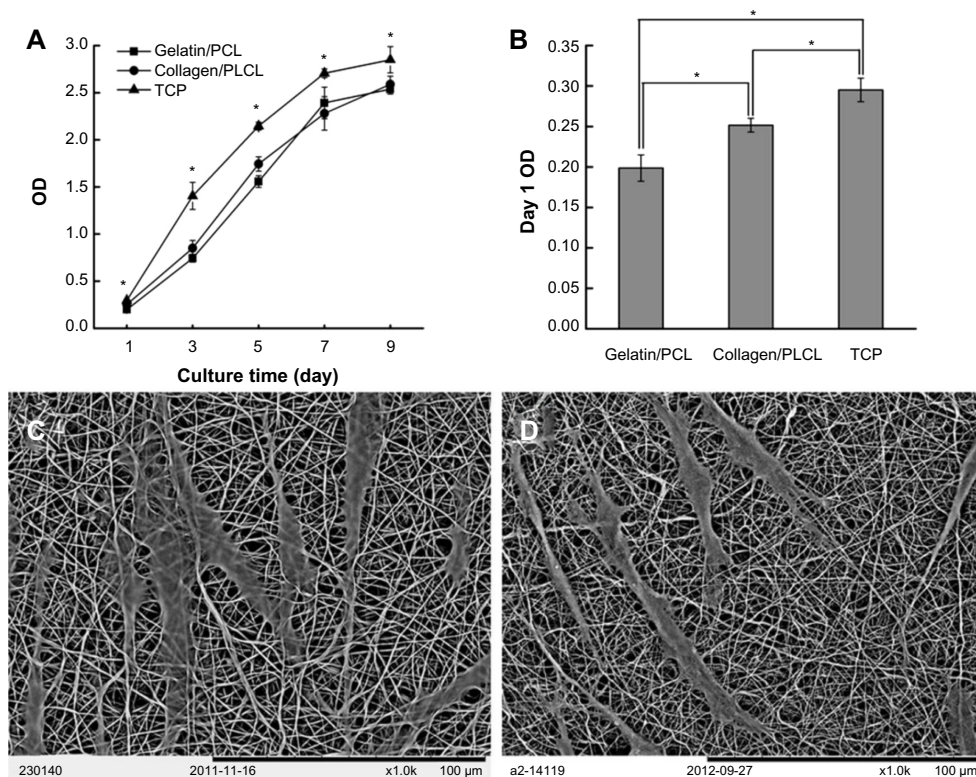 A
3.0
2.5
2.0
1.5
1.0
0.5
0.0
OD
Gelatin/PCL
Collagen/PLCL
TCP
*
*
*
*
*
1 3 5 7 9
Culture time (day)
B
0.35
0.30
0.25
0.20
0.15
0.10
0.05
0.00
Day 1 OD
*
*
*
Gelatin/PCL Collagen/PLCL TCP
C
230140 2011-11-16 x1.0k 100 µm
D
a2-14119 2012-09-27 x1.0k 100 µm